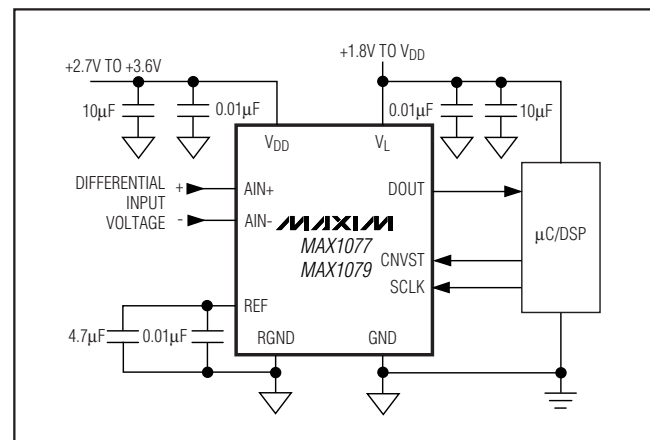 +2.7V TO +3.6V
+1.8V TO VDD
10µF
0.01µF
0.01µF
10µF
VDD
VL
DIFFERENTIAL
INPUT
VOLTAGE
+
-
AIN+
AIN-
DOUT
MAXIM
MAX1077
MAX1079
CNVST
SCLK
µC/DSP
REF
4.7µF
0.01µF
RGND
GND